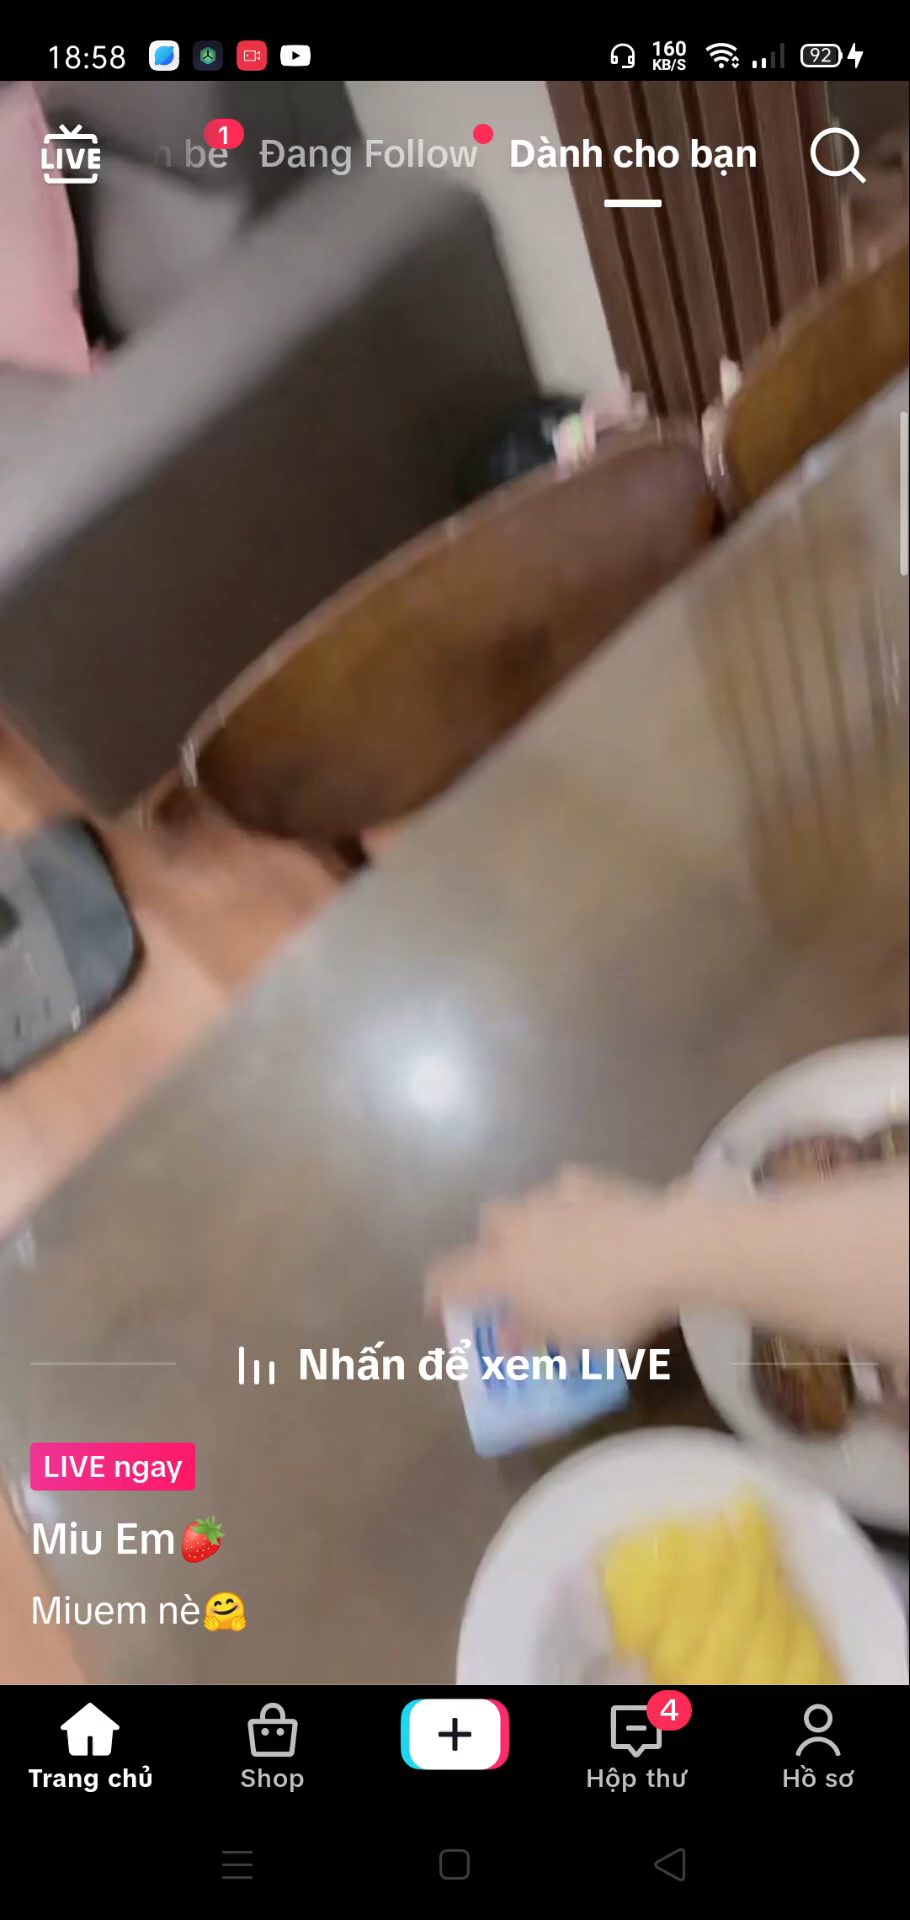 18:58
160
KB/S
92
LIVE
n bè
1
Đang Follow
Dành cho bạn
Nhấn để xem LIVE
LIVE ngay
Miu Em🍓
Miuem nè🤗
Trang chủ
Shop
4
Hộp thư
Hồ sơ